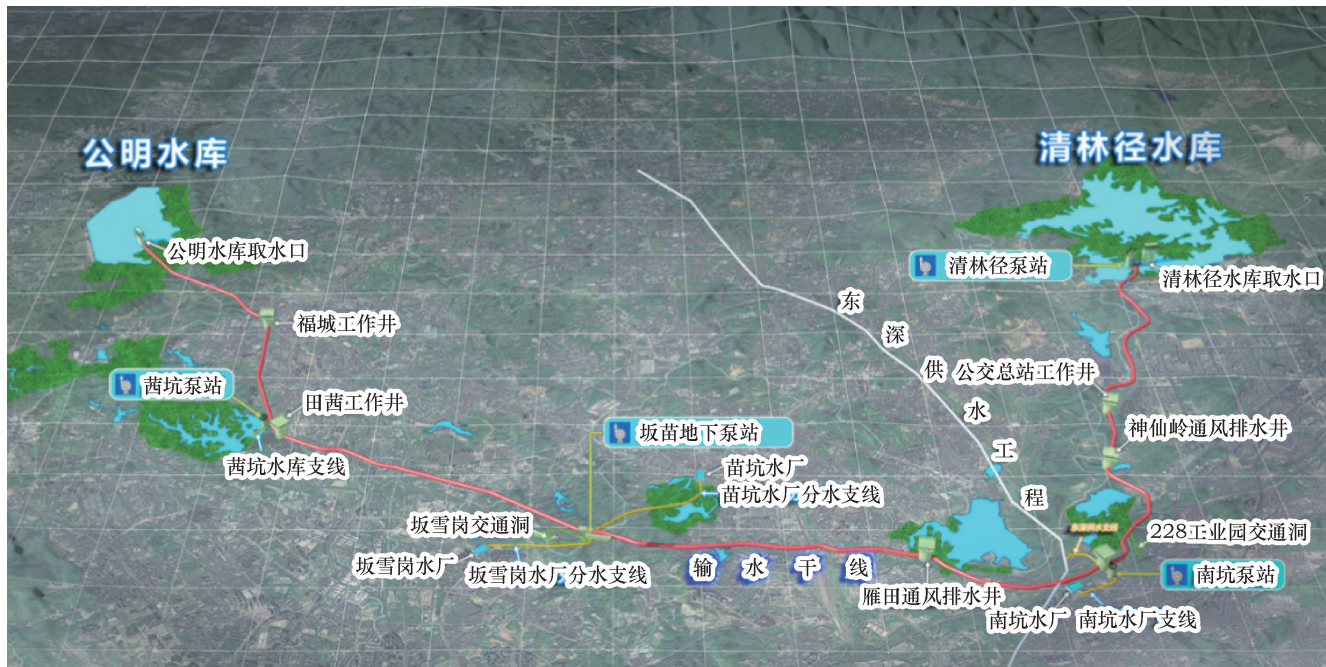 公明水库
清林径水库
公明水库取水口
清林径泵站
清林径水库取水口
福城工作井
东深供水工程
公交总站工作井
茜坑泵站
田茜工作井
神仙岭通风排水井
坂苗地下泵站
茜坑水库支线
苗坑水厂
苗坑水厂分水支线
坂雪岗交通洞
228工业园交通洞
东深供水支线
坂雪岗水厂
坂雪岗水厂分水支线
输水干线
雁田通风排水井
南坑泵站
南坑水厂
南坑水厂支线